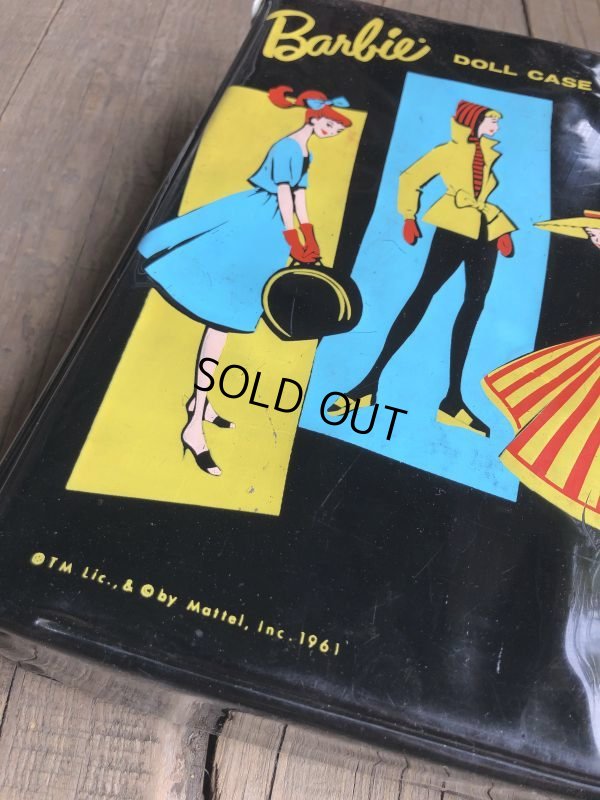 Barbie® DOLL CASE
SOLD OUT
®TM Lic., & ©by Mattel, Inc. 1961